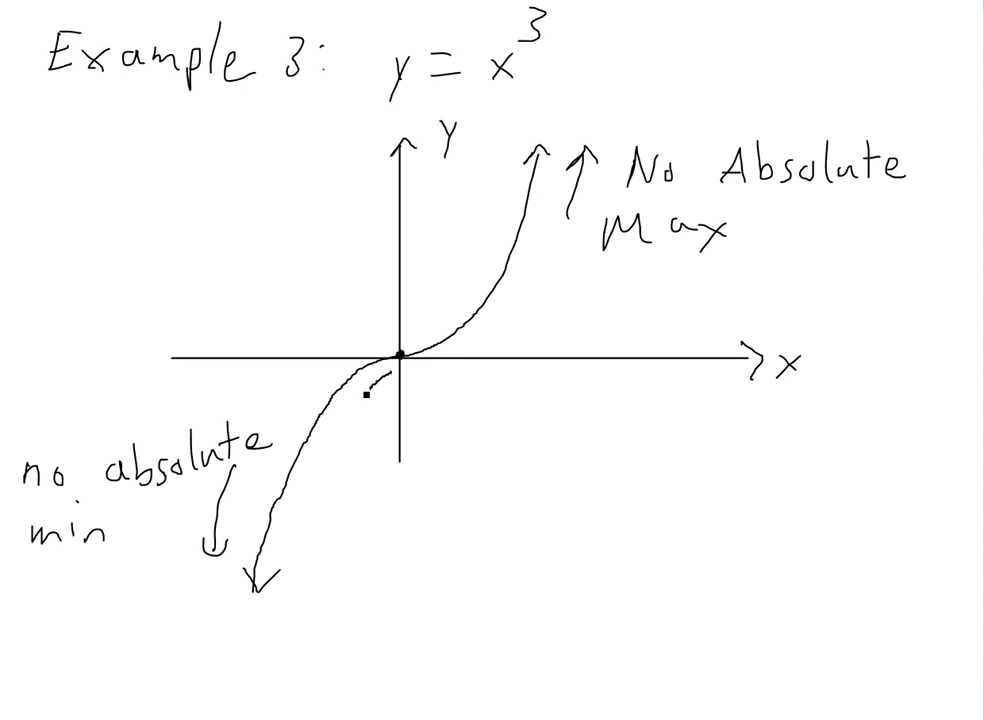 Example 3: y = x³
Y
No Absolute
Max
x
no absolute
min